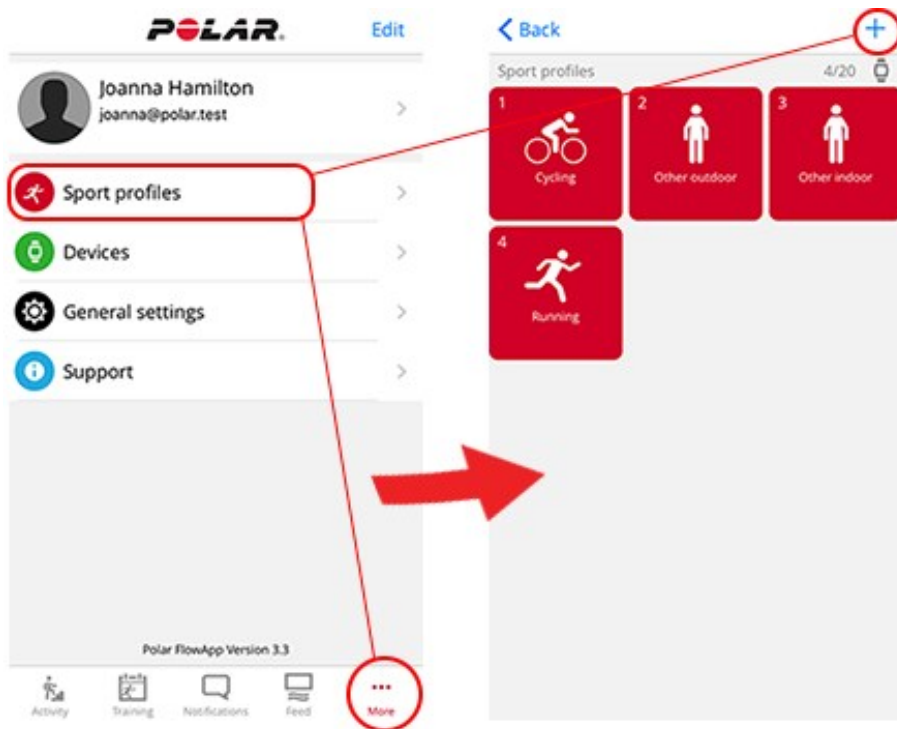 POLAR.
Edit
Joanna Hamilton
joanna@polar.test
Sport profiles
Devices
General settings
Support
Polar FlowApp Version 3.3
Activity
Training
Notifications
Feed
More
Back
+
Sport profiles
4/20
1
Cycling
2
Other outdoor
3
Other indoor
4
Running